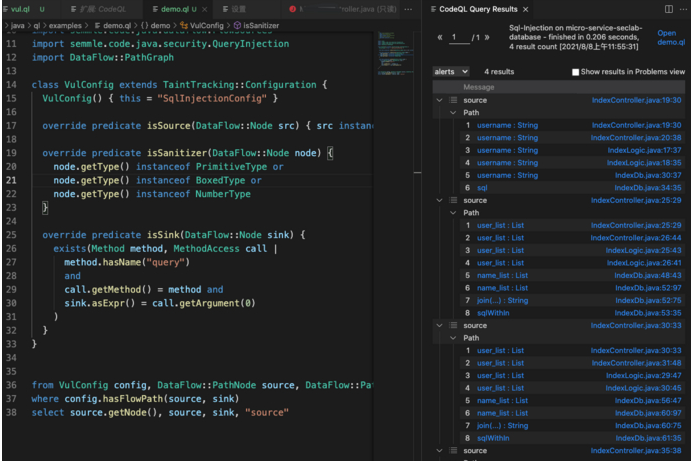 vul.ql U
扩展: CodeQL
demo.ql U
设置
ntroller.java (只读)
java > ql > examples > demo.ql > {} demo > VulConfig > isSanitizer
11 import semmle.code.java.security.QueryInjection
12 import DataFlow::PathGraph
14 class VulConfig extends TaintTracking::Configuration {
15 VulConfig() { this = "SqlInjectionConfig" }
17 override predicate isSource(DataFlow::Node src) { src instanc
19 override predicate isSanitizer(DataFlow::Node node) {
20 node.getType() instanceof PrimitiveType or
21 node.getType() instanceof BoxedType or
22 node.getType() instanceof NumberType
23 }
25 override predicate isSink(DataFlow::Node sink) {
26 exists(Method method, MethodAccess call |
27 method.hasName("query")
28 and
29 call.getMethod() = method and
30 sink.asExpr() = call.getArgument(0)
31 )
32 }
33 }
34
35
36 from VulConfig config, DataFlow::PathNode source, DataFlow::Pa
37 where config.hasFlowPath(source, sink)
38 select source.getNode(), source, sink, "source"
CodeQL Query Results
« 1 / 1 »
Sql-Injection on micro-service-seclab-
database - finished in 0.206 seconds,
4 result count [2021/8/8上午11:55:31]
Open
demo.ql
alerts 4 results Show results in Problems view
Message
source IndexController.java:19:30
Path
1 username : String IndexController.java:19:30
2 username : String IndexController.java:20:38
3 username : String IndexLogic.java:17:37
4 username : String IndexLogic.java:18:35
5 username : String IndexDb.java:30:37
6 sql IndexDb.java:34:35
source IndexController.java:25:29
Path
1 user_list : List IndexController.java:25:29
2 user_list : List IndexController.java:26:44
3 user_list : List IndexLogic.java:25:43
4 user_list : List IndexLogic.java:26:41
5 name_list : List IndexDb.java:48:43
6 name_list : List IndexDb.java:52:97
7 join(...) : String IndexDb.java:52:75
8 sqlWithIn IndexDb.java:53:35
source IndexController.java:30:33
Path
1 user_list : List IndexController.java:30:33
2 user_list : List IndexController.java:31:48
3 user_list : List IndexLogic.java:29:47
4 user_list : List IndexLogic.java:30:45
5 name_list : List IndexDb.java:56:47
6 name_list : List IndexDb.java:60:97
7 join(...) : String IndexDb.java:60:75
8 sqlWithIn IndexDb.java:61:35
source IndexController.java:35:38